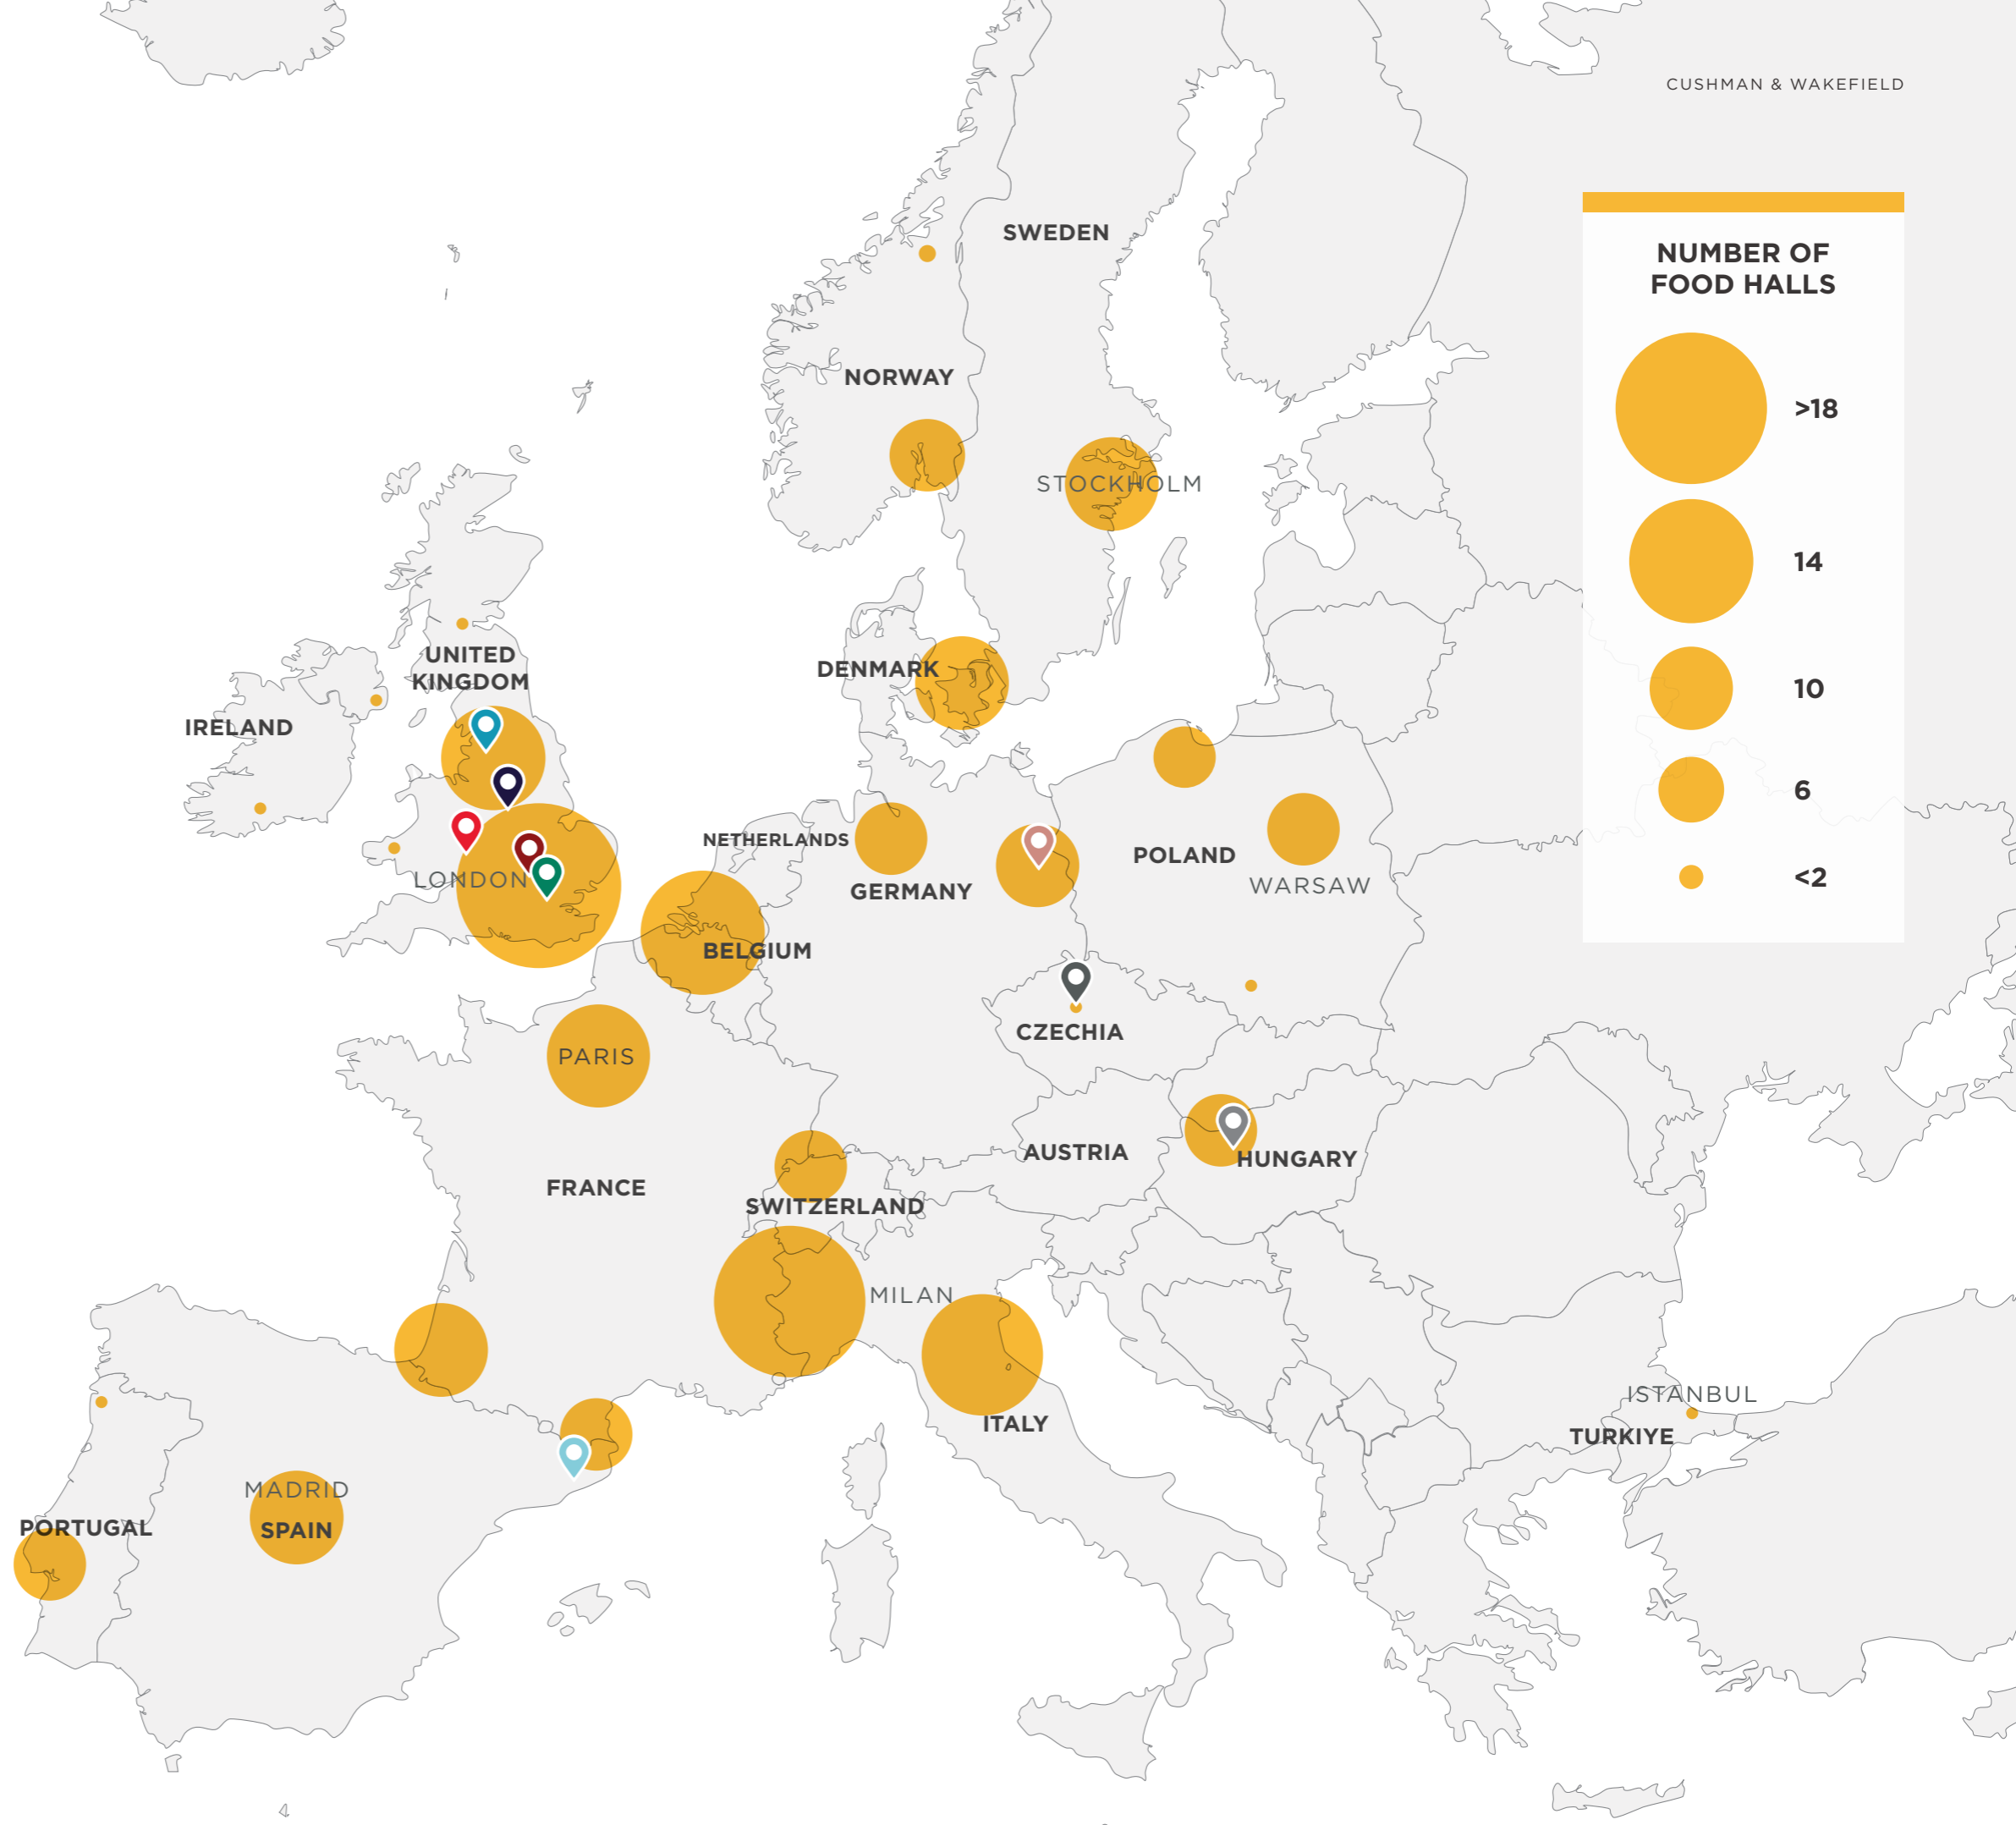 CUSHMAN & WAKEFIELD
NUMBER OF
FOOD HALLS
>18
14
10
6
<2
SWEDEN
NORWAY
STOCKHOLM
UNITED
KINGDOM
DENMARK
IRELAND
NETHERLANDS
POLAND
LONDON
GERMANY
WARSAW
BELGIUM
CZECHIA
PARIS
AUSTRIA
HUNGARY
FRANCE
SWITZERLAND
MILAN
ISTANBUL
ITALY
TURKIYE
MADRID
PORTUGAL
SPAIN